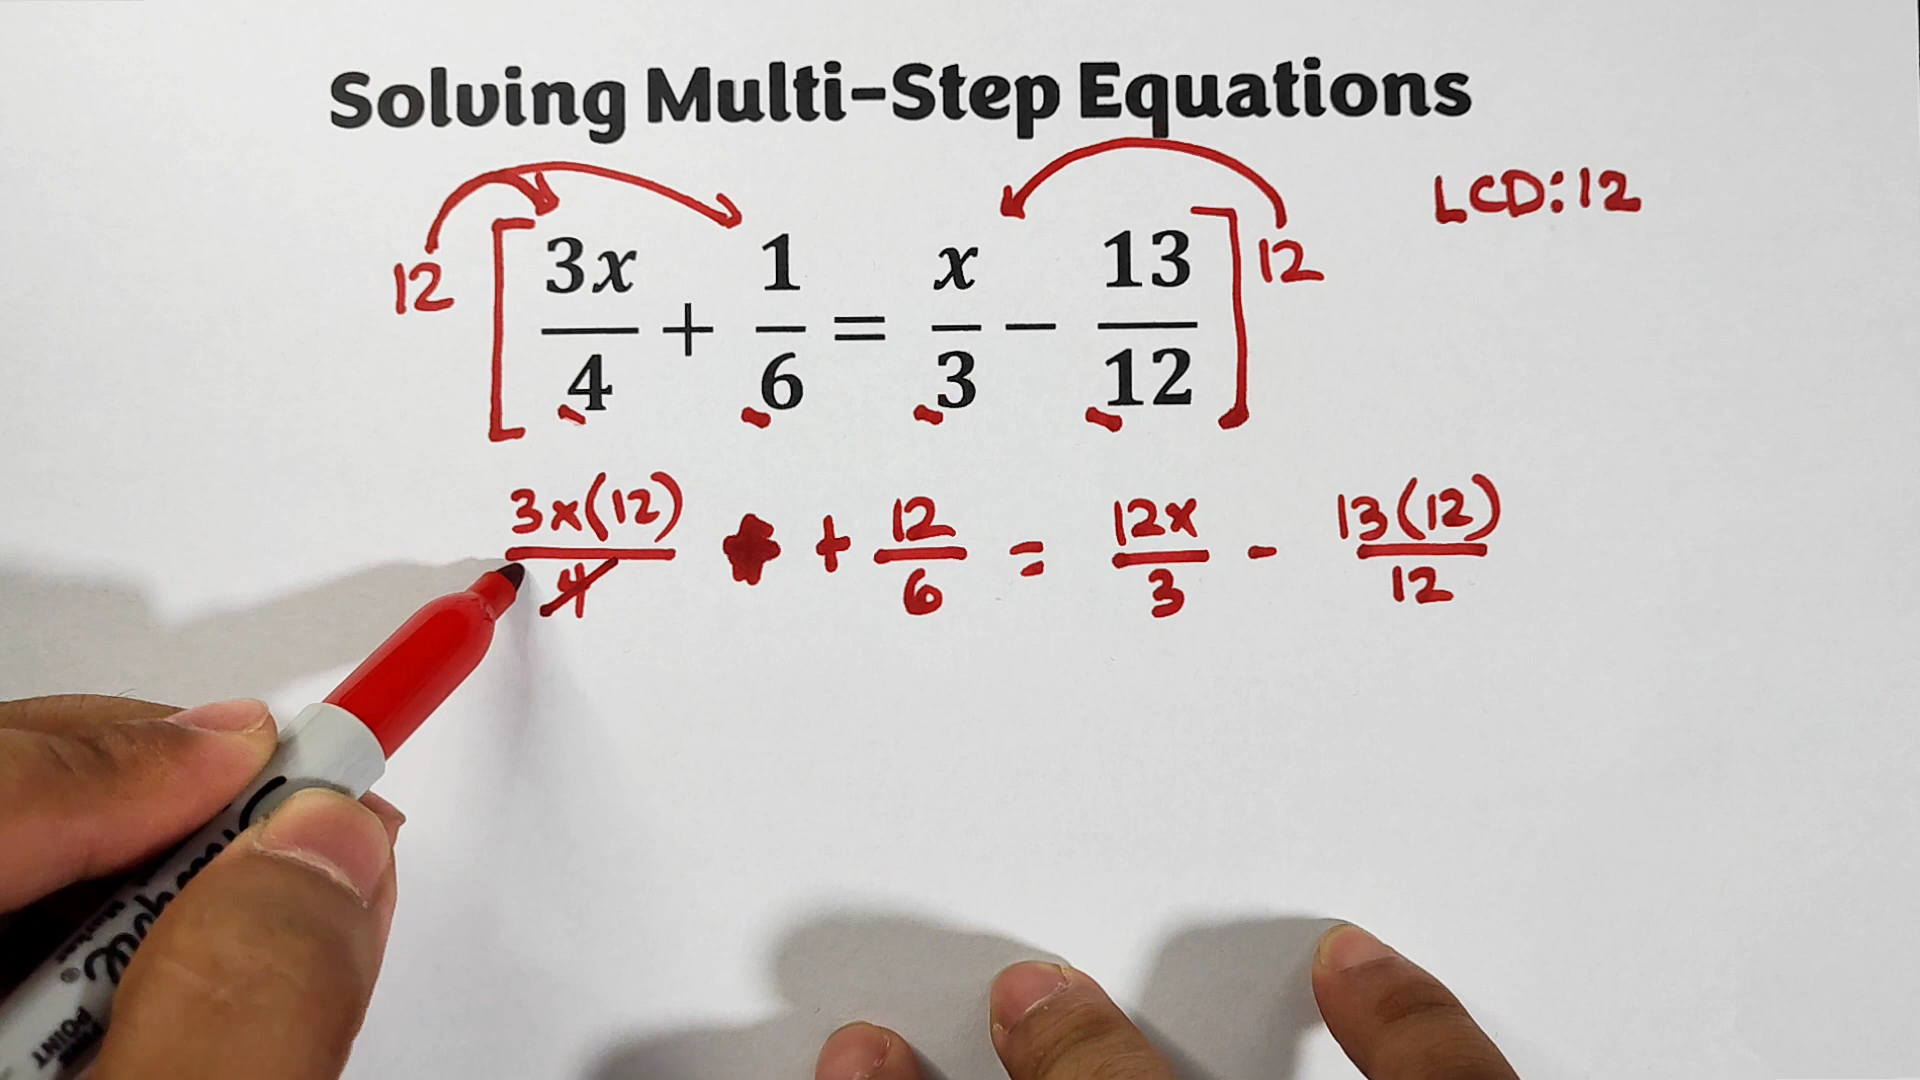 Solving Multi-Step Equations
LCD:12
12 [ 3x/4 + 1/6 = x/3 − 13/12 ] 12
3x(12)/4 + 12/6 = 12x/3 - 13(12)/12
POINT